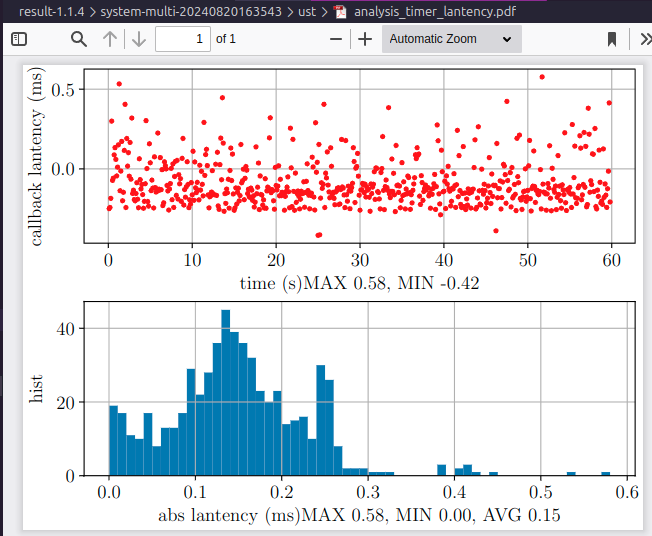 result-1.1.4 > system-multi-20240820163543 > ust > analysis_timer_lantency.pdf
1 of 1 Automatic Zoom
callback lantency (ms)
0.5
0.0
0 10 20 30 40 50 60
time (s)MAX 0.58, MIN -0.42
hist
40
20
0
0.0 0.1 0.2 0.3 0.4 0.5 0.6
abs lantency (ms)MAX 0.58, MIN 0.00, AVG 0.15